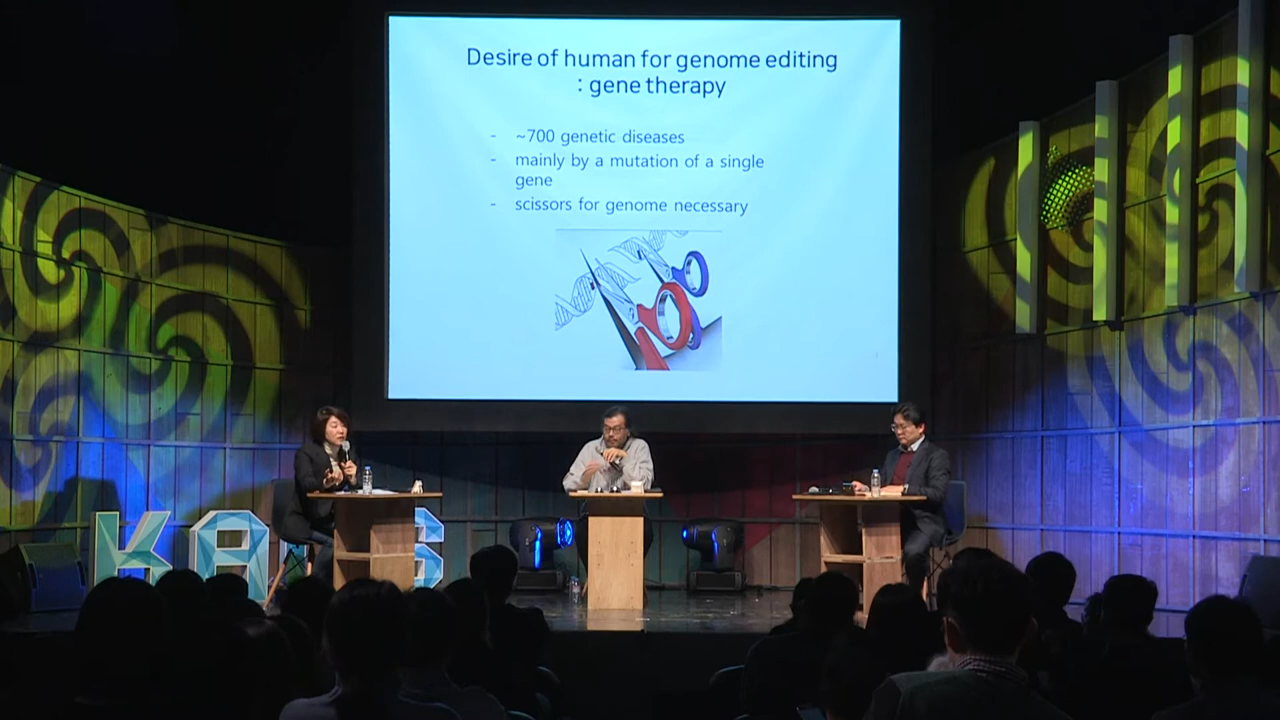 Desire of human for genome editing
: gene therapy
- ~700 genetic diseases
- mainly by a mutation of a single
gene
- scissors for genome necessary
KAOS